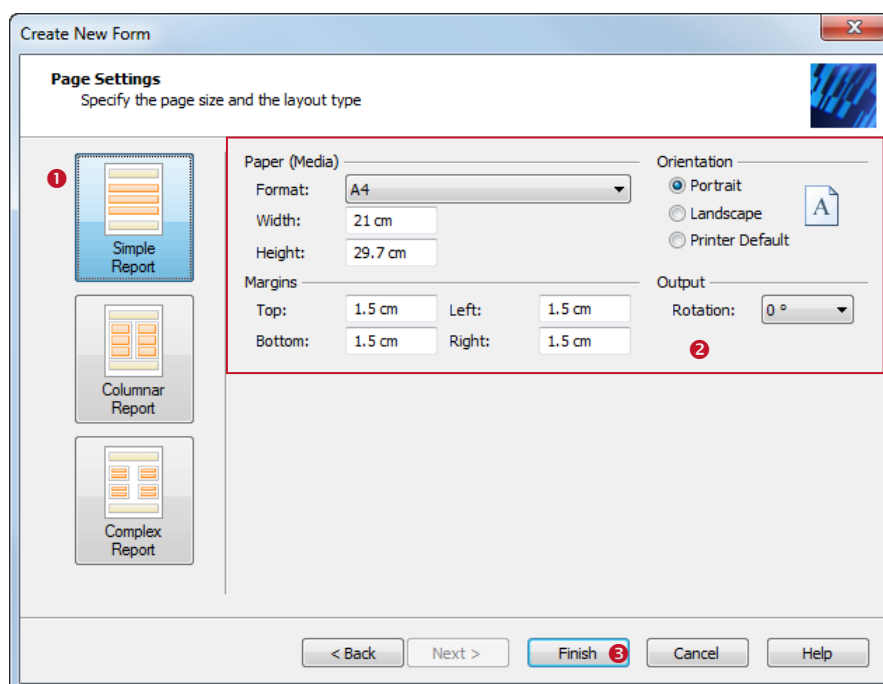 Create New Form
Page Settings
Specify the page size and the layout type
1
Simple
Report
Columnar
Report
Complex
Report
Paper (Media)
Format: A4
Width: 21 cm
Height: 29.7 cm
Margins
Top: 1.5 cm Left: 1.5 cm
Bottom: 1.5 cm Right: 1.5 cm
Orientation
Portrait
Landscape
Printer Default
A
Output
Rotation: 0 °
2
< Back Next > Finish 3 Cancel Help